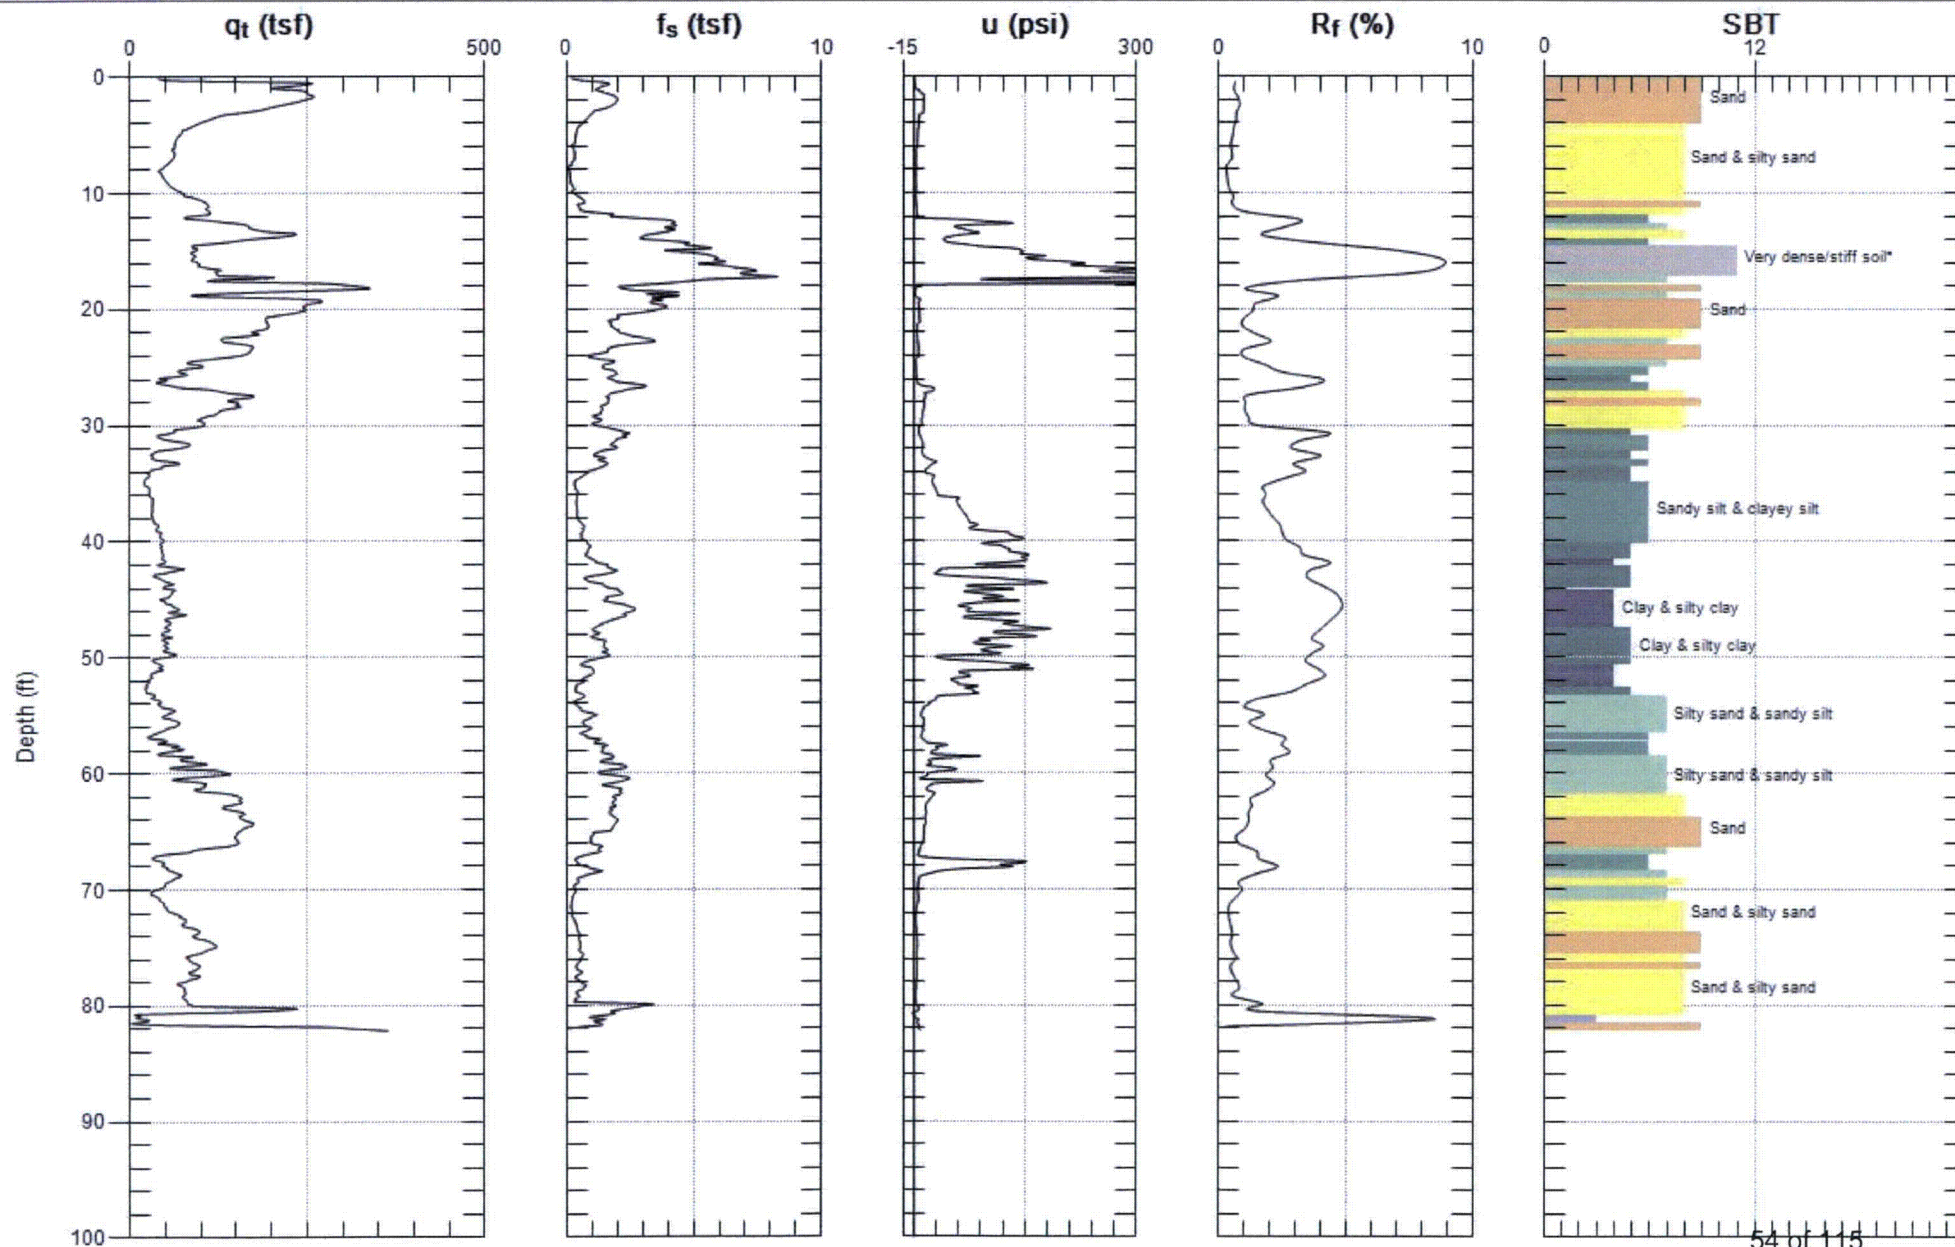 qt (tsf)
fs (tsf)
u (psi)
Rf (%)
SBT
0 500
0 10
-15 300
0 10
0 12
0
10
20
30
40
50
60
70
80
90
100
Depth (ft)
Sand
Sand & silty sand
Very dense/stiff soil*
Sand
Sandy silt & clayey silt
Clay & silty clay
Clay & silty clay
Silty sand & sandy silt
Silty sand & sandy silt
Sand
Sand & silty sand
Sand & silty sand
54 of 115